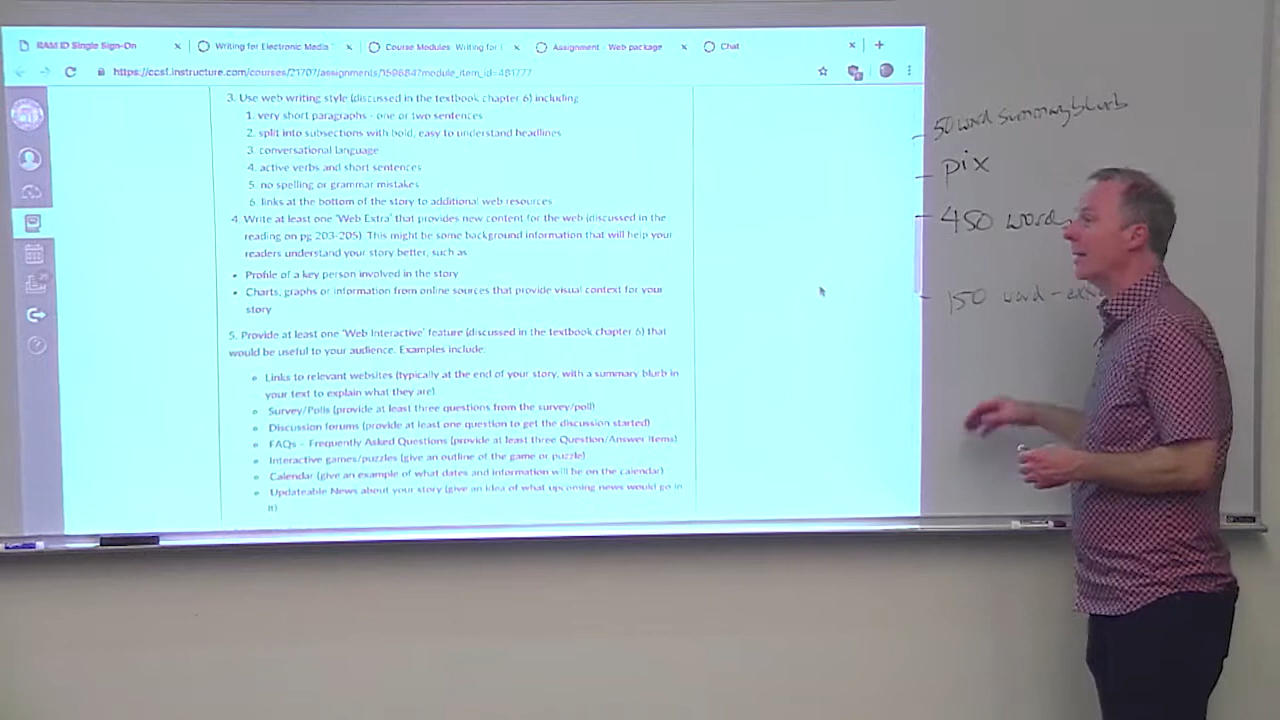 RAM ID Single Sign-On
Writing for Electronic Media
Course Modules: Writing for
Assignment - Web package
Chat
https://ccsf.instructure.com/courses/21707/assignments/159684?module_item_id=481777
3. Use web writing style (discussed in the textbook chapter 6) including
1. very short paragraphs - one or two sentences
2. split into subsections with bold, easy to understand headlines
3. conversational language
4. active verbs and short sentences
5. no spelling or grammar mistakes
6. links at the bottom of the story to additional web resources
4. Write at least one "Web Extra" that provides new content for the web (discussed in the
reading on pg 203-205) This might be some background information that will help your
readers understand your story better, such as
Profile of a key person involved in the story
Charts, graphs or information from online sources that provide visual context for your
story
5. Provide at least one "Web Interactive" feature (discussed in the textbook chapter 6) that
would be useful to your audience. Examples include:
Links to relevant websites (typically at the end of your story, with a summary blurb in
your text to explain what they are)
Survey/Polls (provide at least three questions from the survey/poll)
Discussion forums (provide at least one question to get the discussion started)
FAQs - Frequently Asked Questions (provide at least three Question/Answer items)
Interactive games/puzzles (give an outline of the game or puzzle)
Calendar (give an example of what dates and information will be on the calendar)
Updateable News about your story (give an idea of what upcoming news would go in
it)
- 50 word summary blurb
- pix
- 450 words
- 150 word -